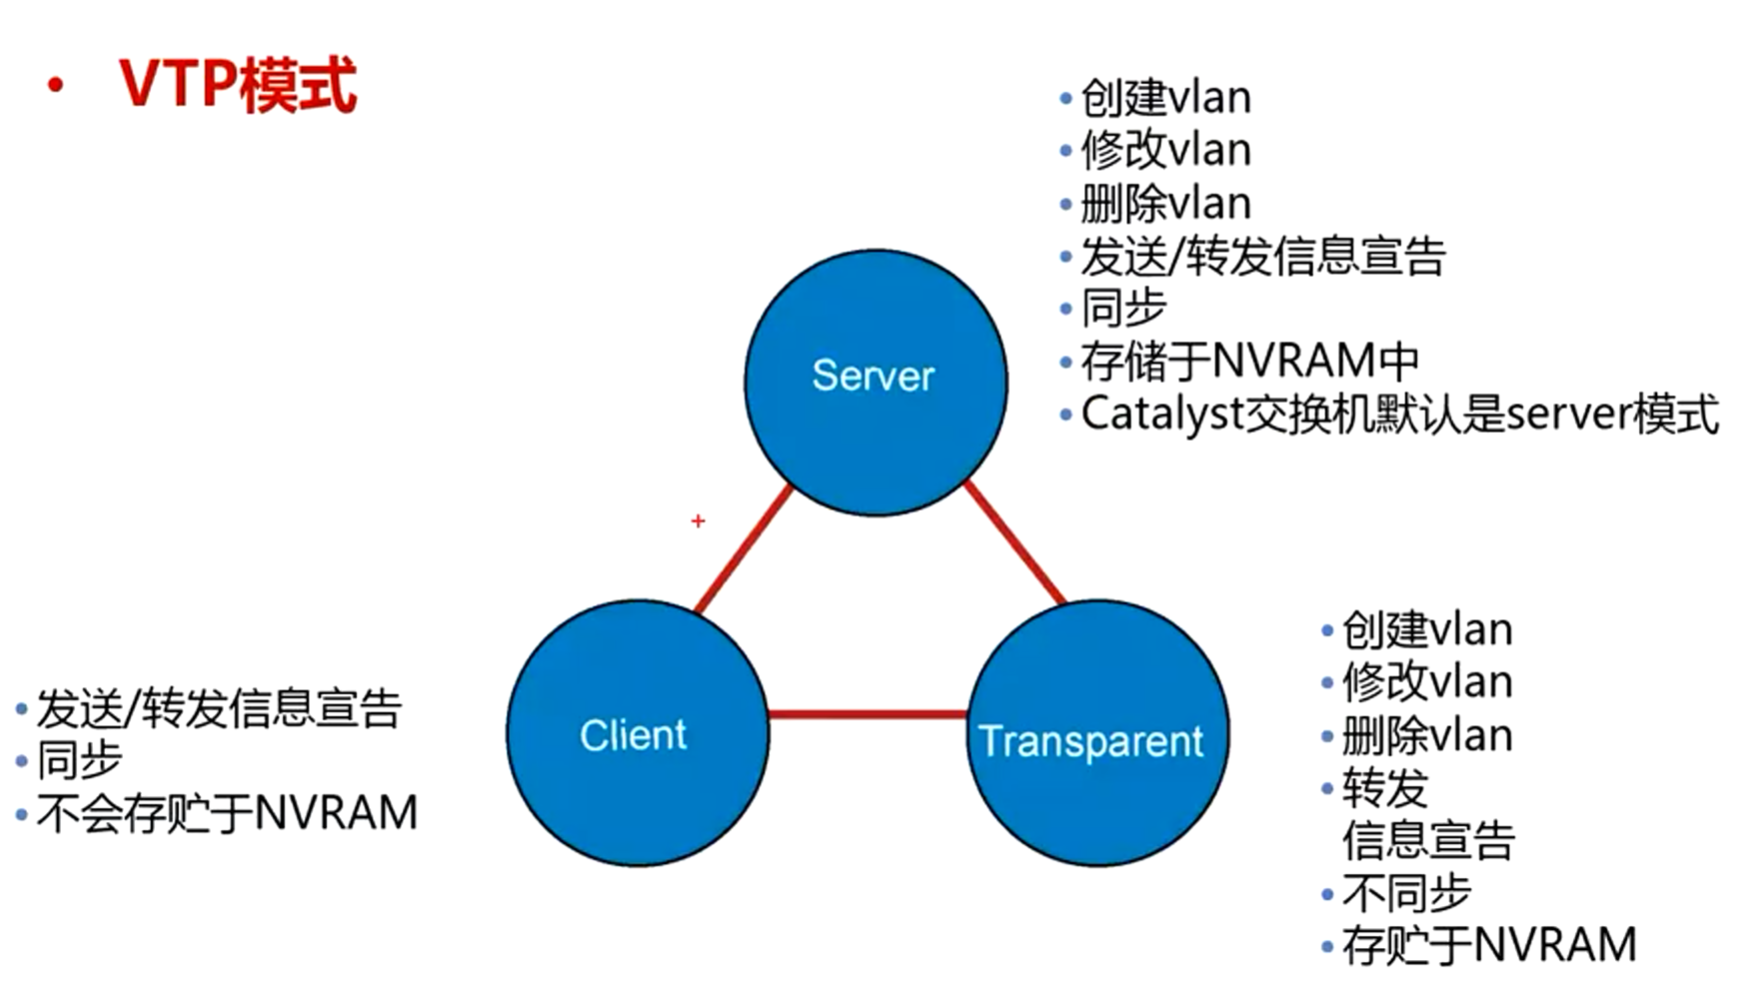 • VTP模式
• 创建vlan
• 修改vlan
• 删除vlan
• 发送/转发信息宣告
• 同步
• 存储于NVRAM中
• Catalyst交换机默认是server模式
Server
Client
Transparent
• 发送/转发信息宣告
• 同步
• 不会存贮于NVRAM
• 创建vlan
• 修改vlan
• 删除vlan
• 转发
信息宣告
• 不同步
• 存贮于NVRAM